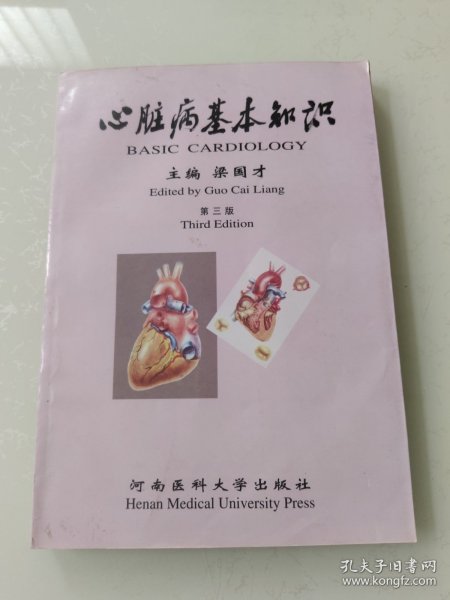 心脏病基本知识
BASIC CARDIOLOGY
主编 梁国才
Edited by Guo Cai Liang
第三版
Third Edition
河南医科大学出版社
Henan Medical University Press
孔夫子旧书网
www.kongfz.com